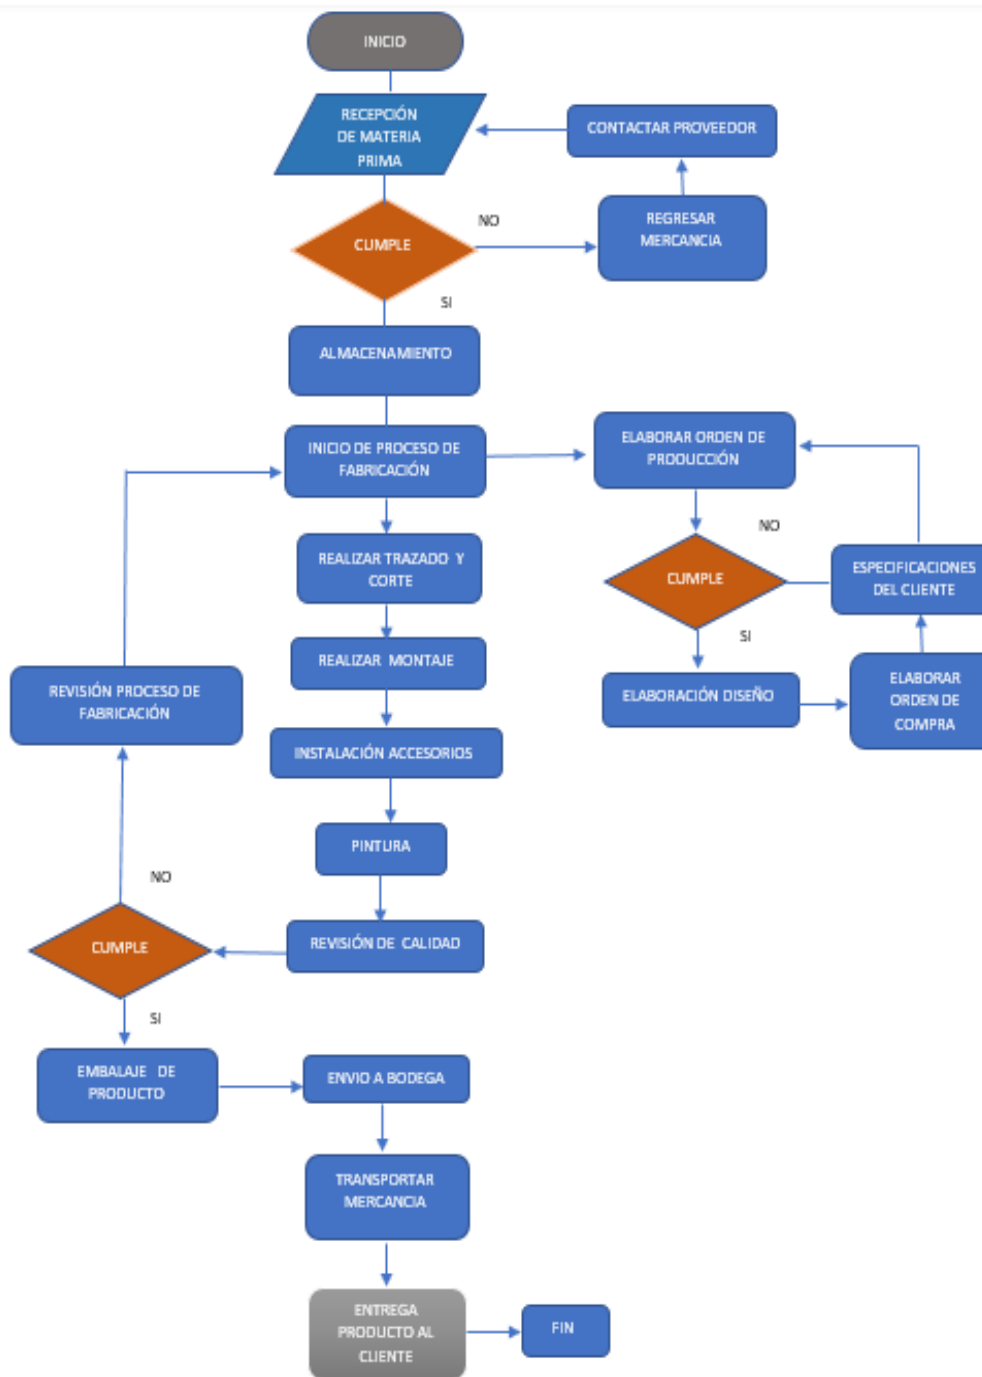 INICIO
RECEPCIÓN
DE MATERIA
PRIMA
CONTACTAR PROVEEDOR
REGRESAR
MERCANCIA
NO
CUMPLE
SI
ALMACENAMIENTO
INICIO DE PROCESO DE
FABRICACIÓN
ELABORAR ORDEN DE
PRODUCCIÓN
NO
CUMPLE
ESPECIFICACIONES
DEL CLIENTE
SI
ELABORACIÓN DISEÑO
ELABORAR
ORDEN DE
COMPRA
REALIZAR TRAZADO Y
CORTE
REALIZAR MONTAJE
REVISIÓN PROCESO DE
FABRICACIÓN
INSTALACIÓN ACCESORIOS
PINTURA
REVISIÓN DE CALIDAD
NO
CUMPLE
SI
EMBALAJE DE
PRODUCTO
ENVIO A BODEGA
TRANSPORTAR
MERCANCIA
ENTREGA
PRODUCTO AL
CLIENTE
FIN